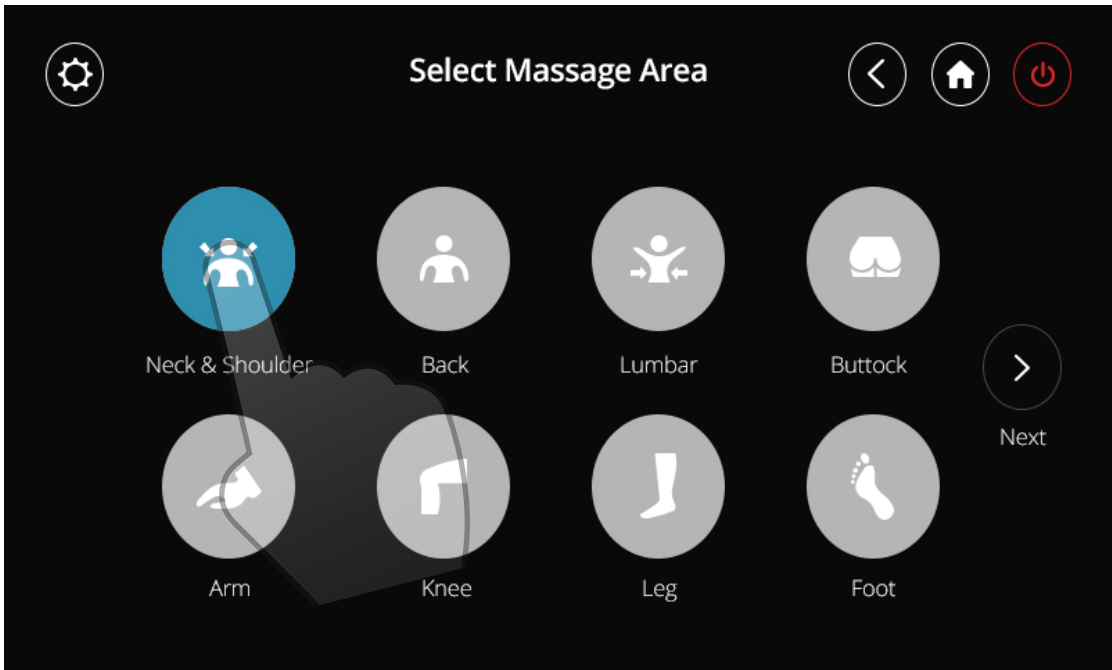 Select Massage Area
Neck & Shoulder
Back
Lumbar
Buttock
Next
Arm
Knee
Leg
Foot